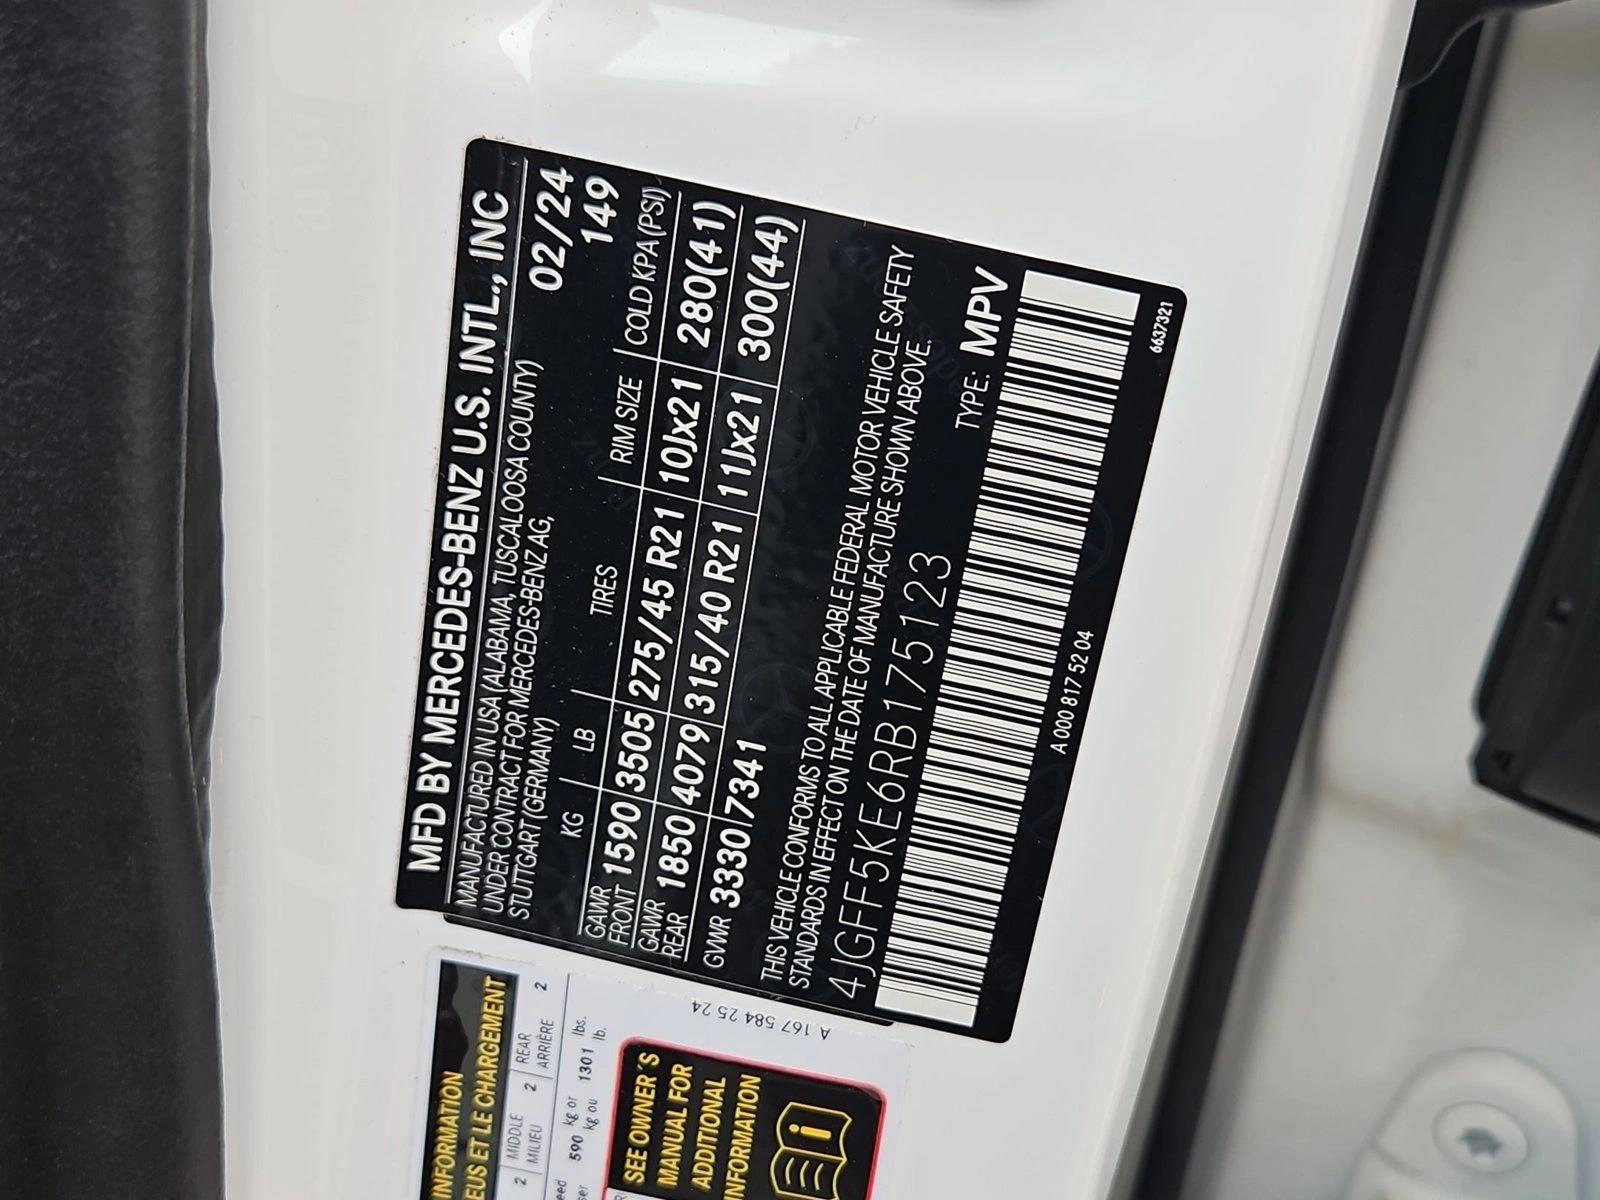 MFD BY MERCEDES-BENZ U.S. INTL., INC
MANUFACTURED IN USA (ALABAMA, TUSCALOOSA COUNTY)
UNDER CONTRACT FOR MERCEDES-BENZ AG,
STUTTGART (GERMANY)
02/24
149
KG LB TIRES RIM SIZE COLD KPA(PSI)
GAWR FRONT 1590 3505 275/45 R21 10Jx21 280(41)
GAWR REAR 1850 4079 315/40 R21 11Jx21 300(44)
GVWR 3330 7341
THIS VEHICLE CONFORMS TO ALL APPLICABLE FEDERAL MOTOR VEHICLE SAFETY
STANDARDS IN EFFECT ON THE DATE OF MANUFACTURE SHOWN ABOVE.
4JGFF5KE6RB175123 TYPE: MPV
A 000 817 52 04
6637321
INFORMATION
ET LE CHARGEMENT
2 MIDDLE MILIEU 2 REAR ARRIÈRE 2
590 kg or 1301 lbs.
kg ou lb.
A 167 584 25 24
SEE OWNER'S
MANUAL FOR
ADDITIONAL
INFORMATION